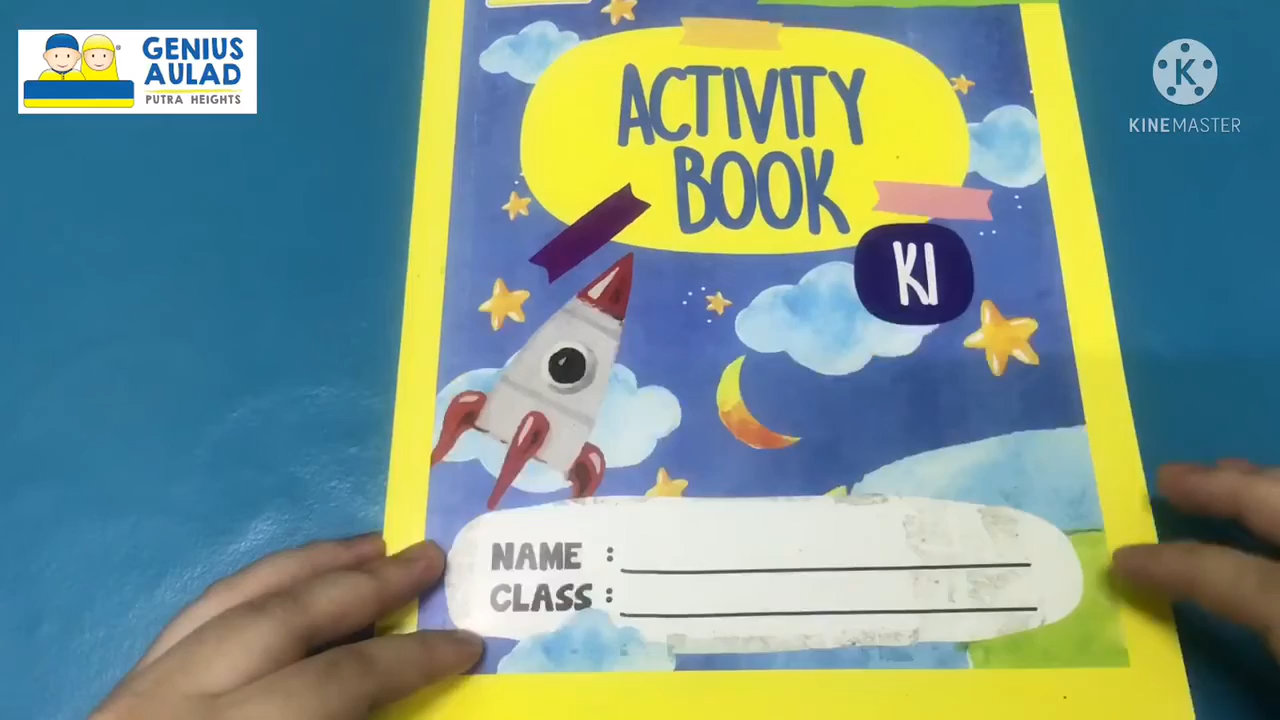 GENIUS
AULAD
PUTRA HEIGHTS
K
KINEMASTER
ACTIVITY
BOOK
K1
NAME :
CLASS :